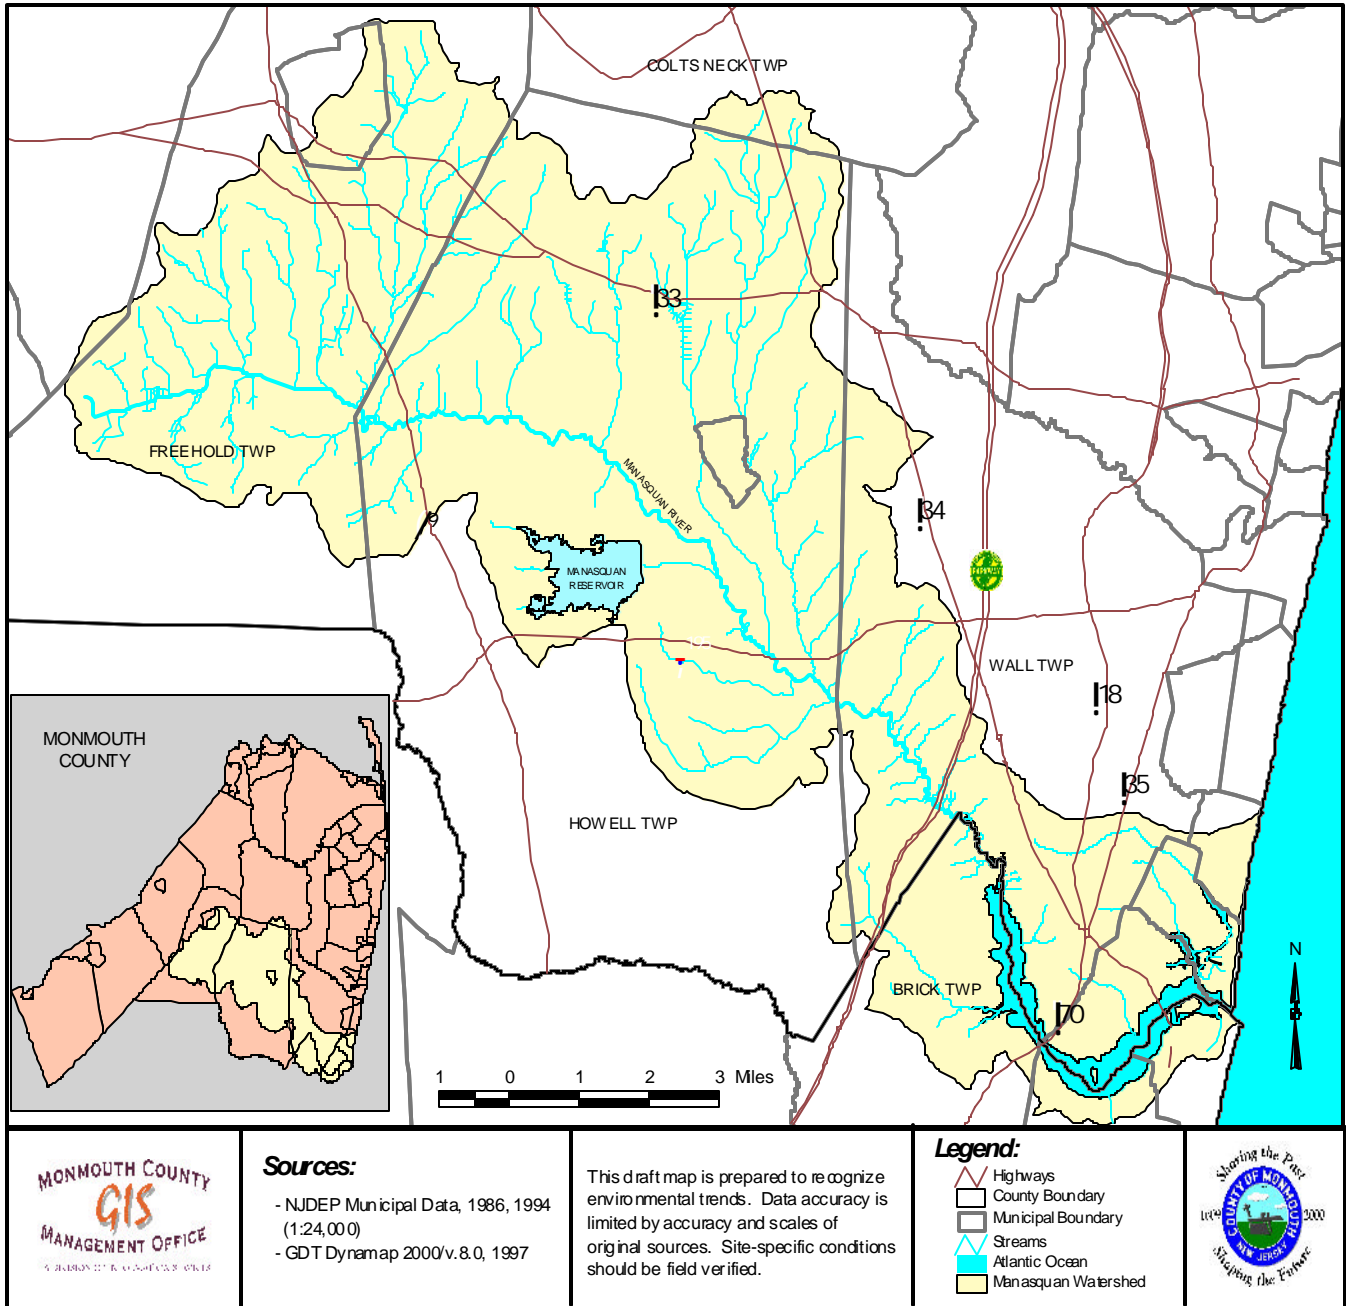 COLTS NECK TWP
33
FREEHOLD TWP
MANASQUAN RIVER
9
34
MANASQUAN
RESERVOIR
PARKWAY
195
WALL TWP
18
MONMOUTH
COUNTY
35
HOWELL TWP
N
BRICK TWP
70
1 0 1 2 3 Miles
MONMOUTH COUNTY
GIS
MANAGEMENT OFFICE
Sources:
- NJDEP Municipal Data, 1986, 1994
(1:24,000)
- GDT Dynamap 2000/v.8.0, 1997
This draft map is prepared to recognize
environmental trends. Data accuracy is
limited by accuracy and scales of
original sources. Site-specific conditions
should be field verified.
Legend:
Highways
County Boundary
Municipal Boundary
Streams
Atlantic Ocean
Manasquan Watershed
Sharing the Past
COUNTY OF MONMOUTH
NEW JERSEY
2000
Shaping the Future